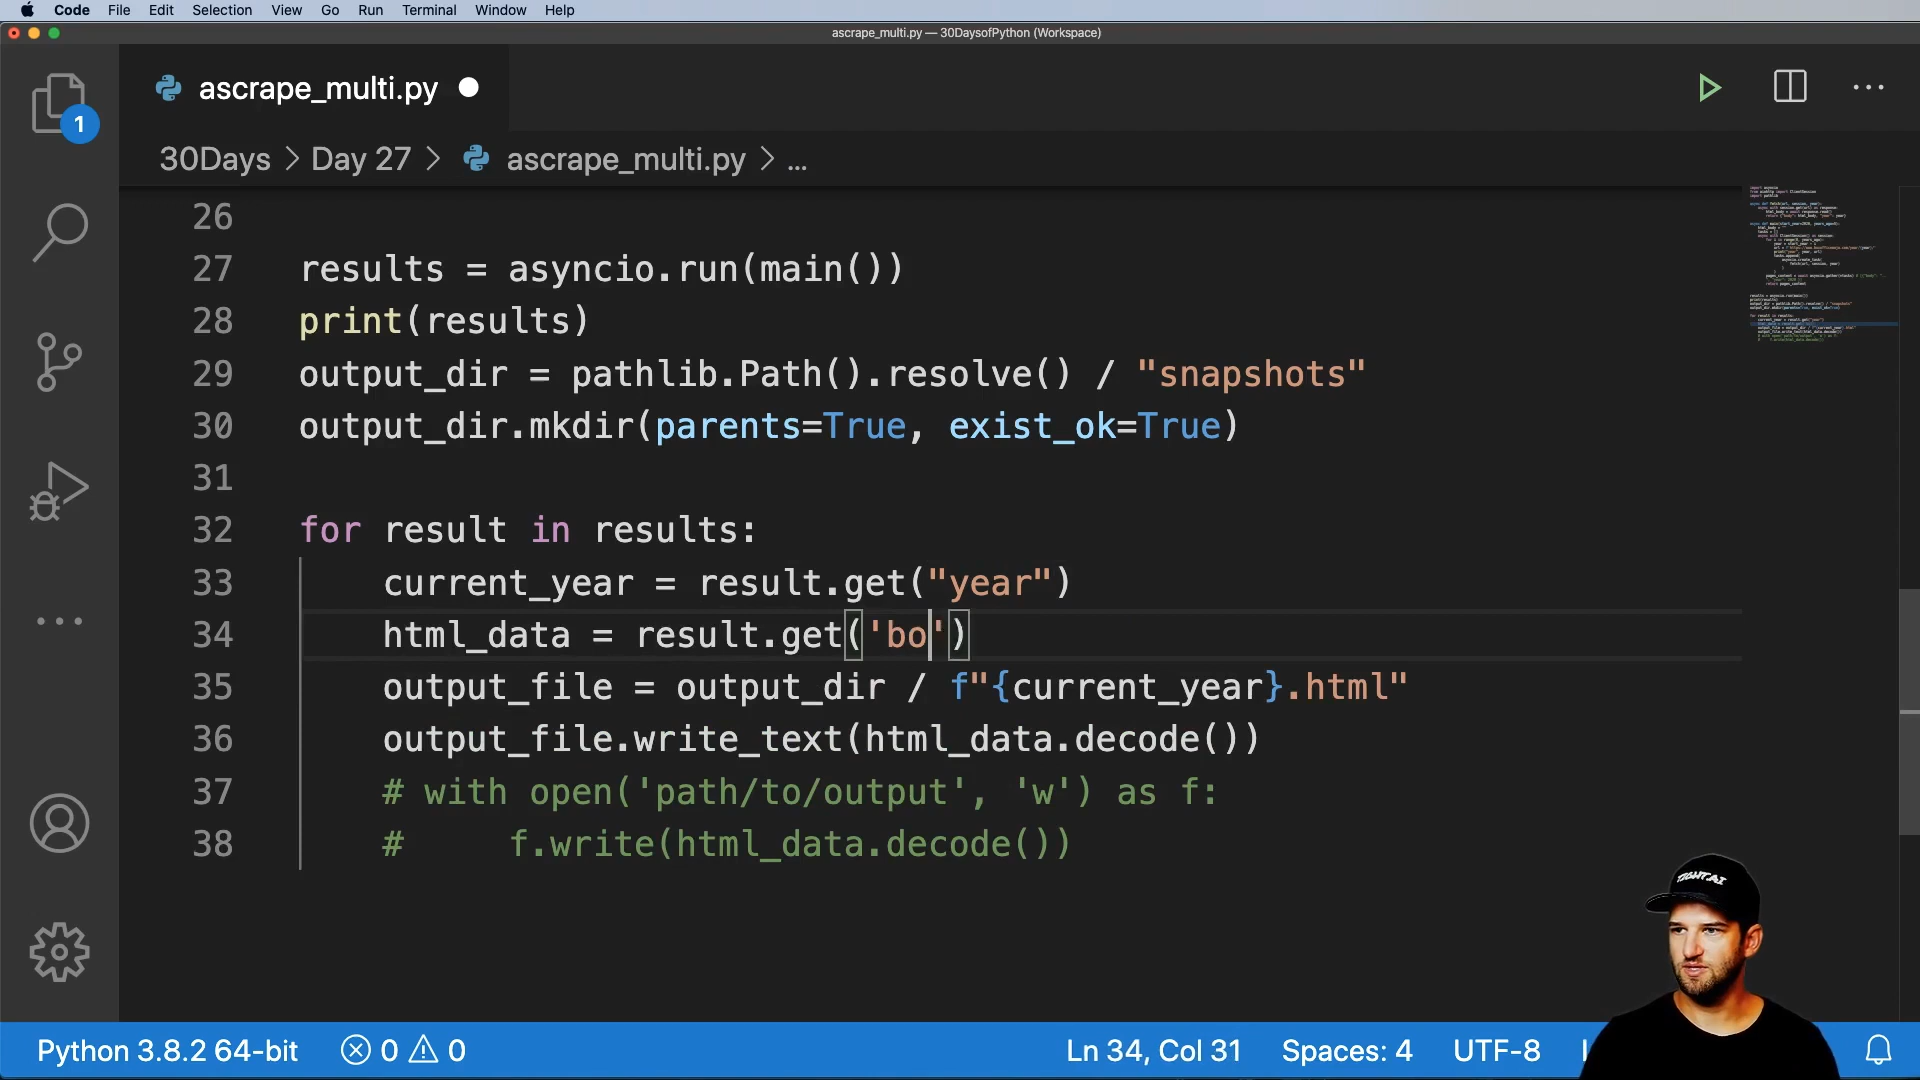 Code File Edit Selection View Go Run Terminal Window Help
ascrape_multi.py — 30DaysofPython (Workspace)
ascrape_multi.py
1
30Days > Day 27 > ascrape_multi.py > ...
26
27 results = asyncio.run(main())
28 print(results)
29 output_dir = pathlib.Path().resolve() / "snapshots"
30 output_dir.mkdir(parents=True, exist_ok=True)
31
32 for result in results:
33 current_year = result.get("year")
34 html_data = result.get('bo')
35 output_file = output_dir / f"{current_year}.html"
36 output_file.write_text(html_data.decode())
37 # with open('path/to/output', 'w') as f:
38 # f.write(html_data.decode())
TIGHT.AI
Python 3.8.2 64-bit 0 0 Ln 34, Col 31 Spaces: 4 UTF-8